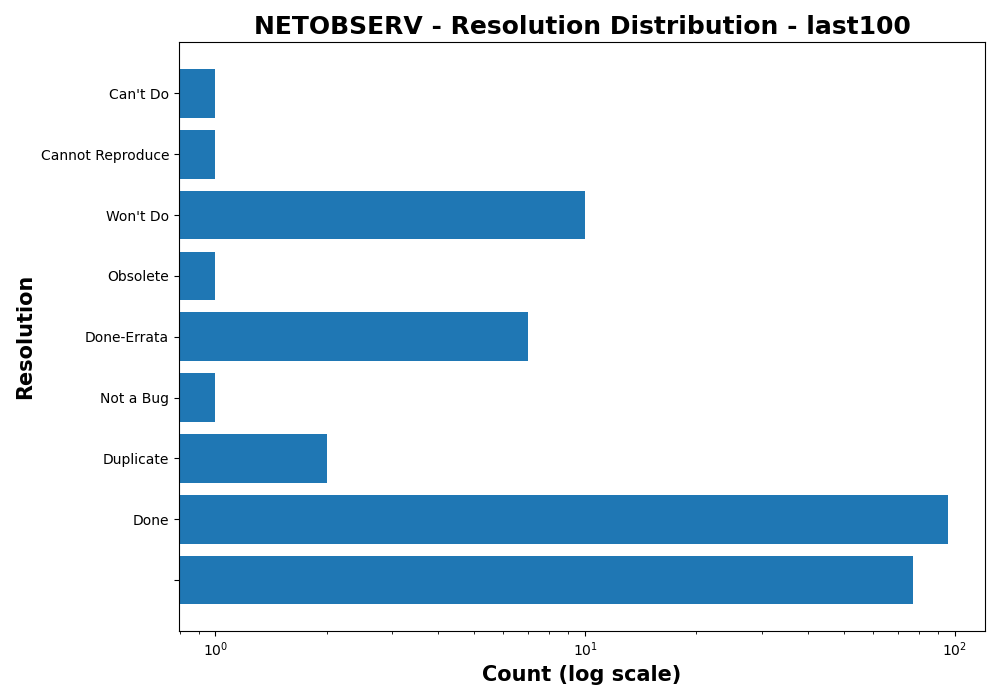 NETOBSERV - Resolution Distribution - last100
Can't Do
Cannot Reproduce
Won't Do
Obsolete
Done-Errata
Not a Bug
Duplicate
Done
Resolution
10⁰
10¹
10²
Count (log scale)